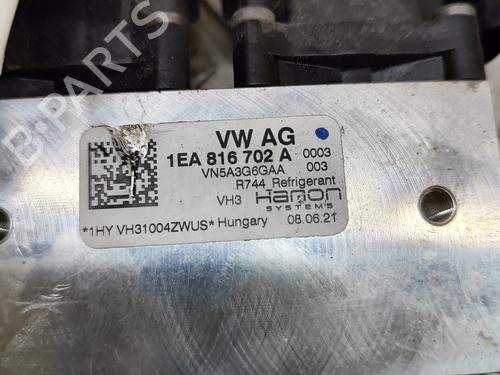 VW AG
1EA 816 702 A 0003
VN5A3G6GAA 003
R744 Refrigerant
VH3 Hanon
SYSTEMS
*1HY VH31004ZWUS* Hungary 08.06.21
B-PARTS